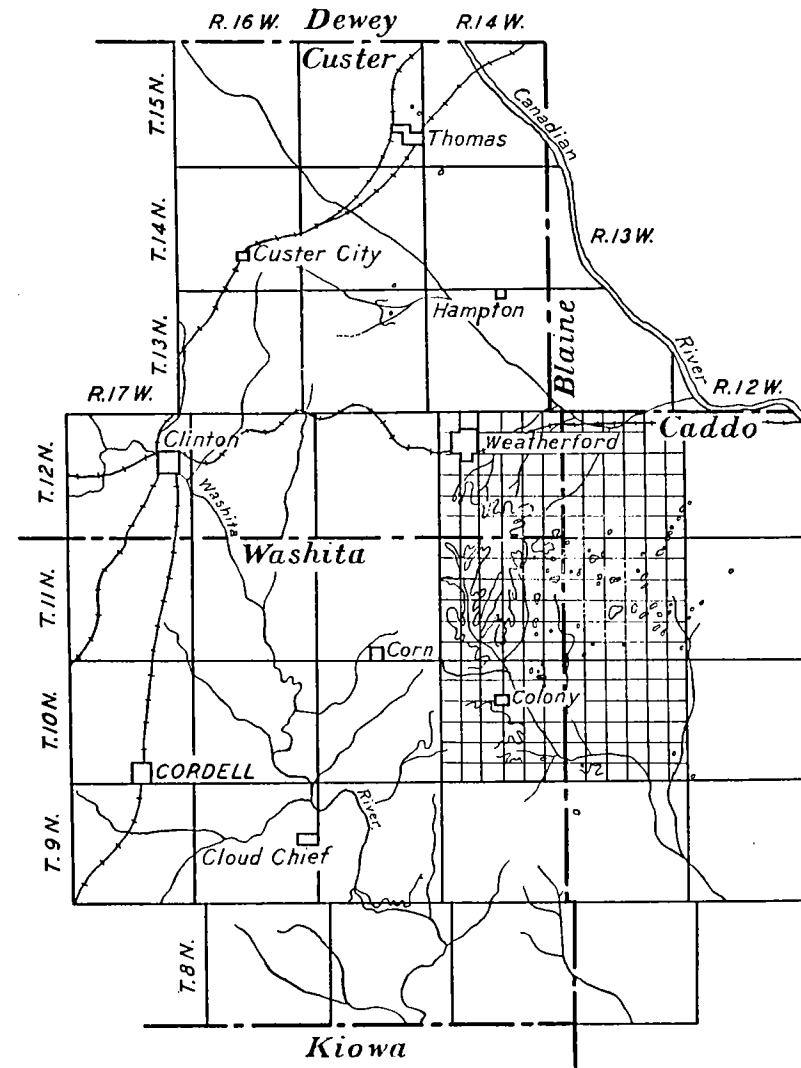 R.16 W.
Dewey
R.14 W.
Custer
T.15 N.
Canadian
Thomas
T.14 N.
R.13 W.
Custer City
Hampton
T.13 N.
Blaine
River
R.17 W.
R.12 W.
Clinton
Weatherford
Caddo
T.12 N.
Washita
Washita
T.11 N.
Corn
Colony
T.10 N.
CORDELL
River
T.9 N.
Cloud Chief
T.8 N.
Kiowa